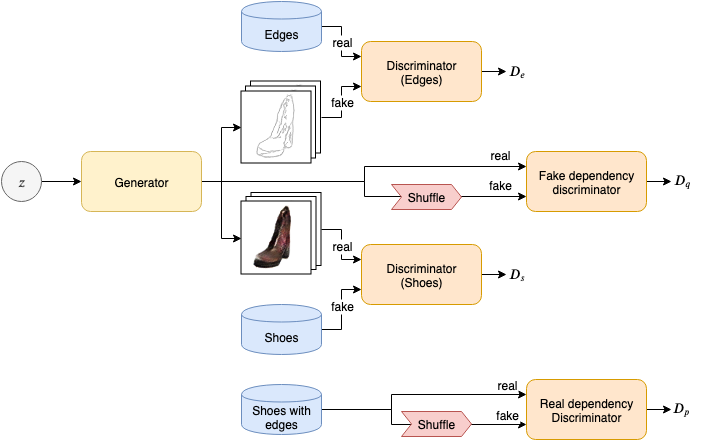 Edges
real
Discriminator
(Edges)
D_e
fake
z
Generator
real
Fake dependency
discriminator
D_q
Shuffle
fake
real
Discriminator
(Shoes)
D_s
fake
Shoes
Shoes with
edges
real
Real dependency
Discriminator
D_p
Shuffle
fake